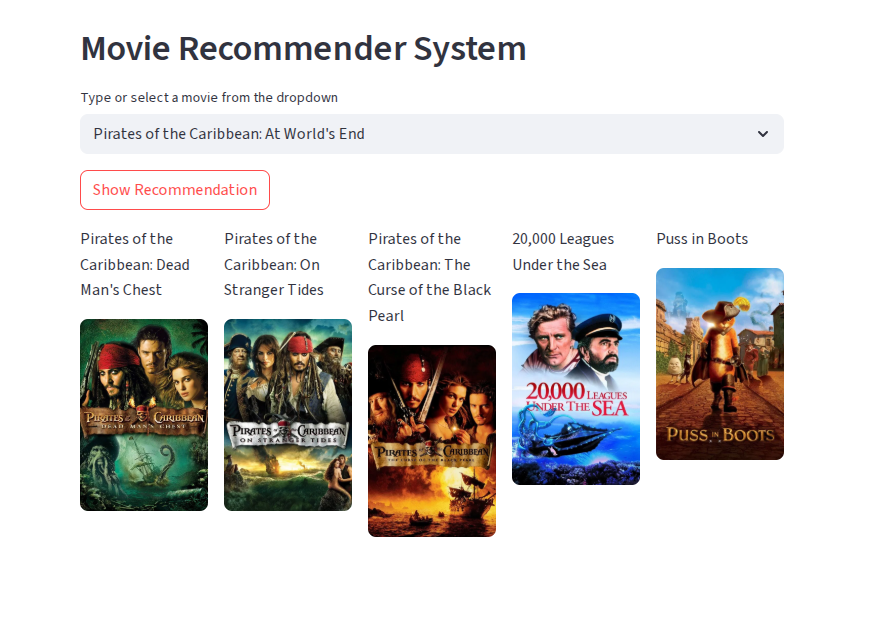 Movie Recommender System
Type or select a movie from the dropdown
Pirates of the Caribbean: At World's End
Show Recommendation
Pirates of the
Caribbean: Dead
Man's Chest
Pirates of the
Caribbean: On
Stranger Tides
Pirates of the
Caribbean: The
Curse of the Black
Pearl
20,000 Leagues
Under the Sea
Puss in Boots
PIRATES of the CARIBBEAN
DEAD MAN'S CHEST
PIRATES of the CARIBBEAN
ON STRANGER TIDES
PIRATES of the CARIBBEAN
THE CURSE OF THE BLACK PEARL
20,000 LEAGUES
UNDER THE SEA
PUSS IN BOOTS